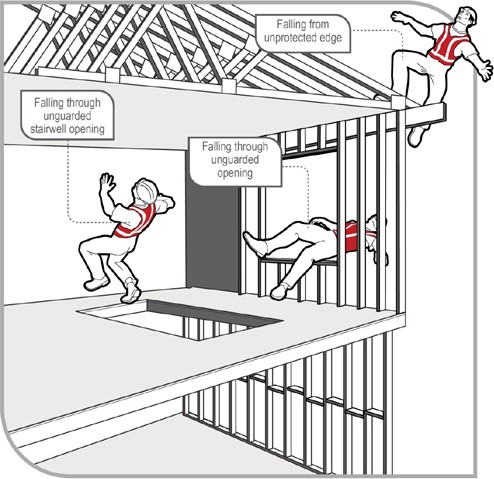 Falling from
unprotected edge
Falling through
unguarded
stairwell opening
Falling through
unguarded
opening